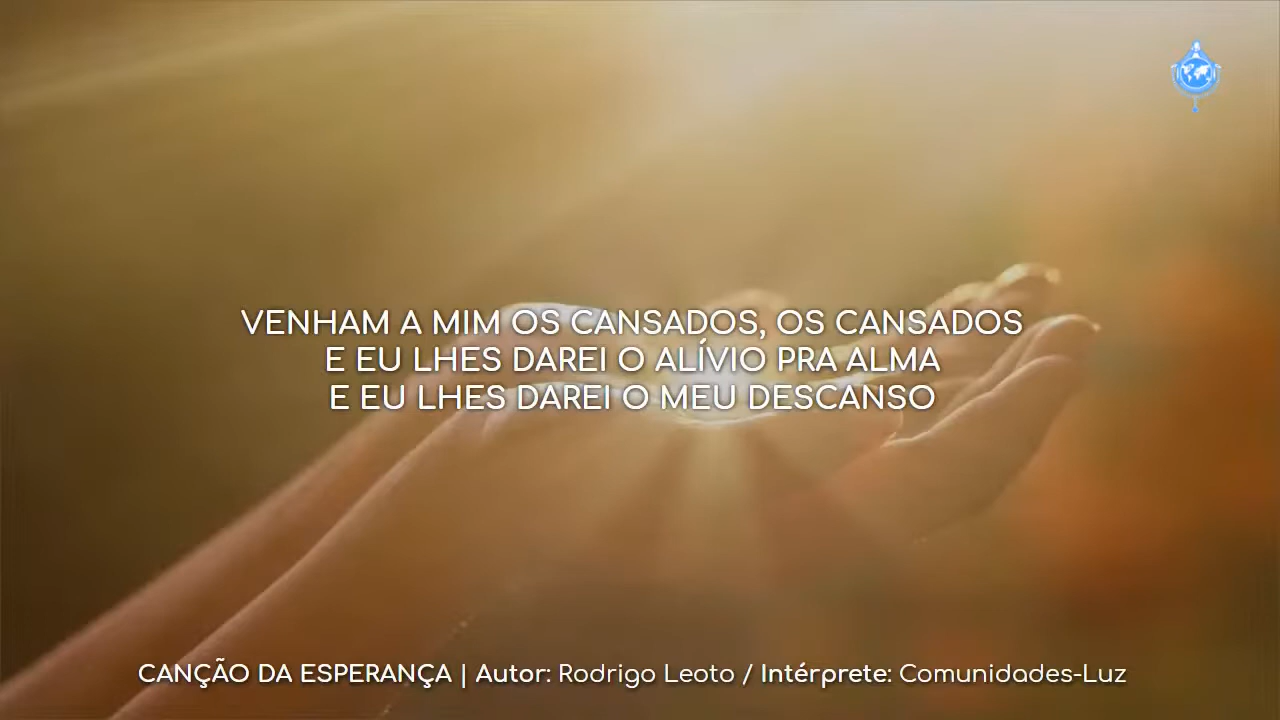 VENHAM A MIM OS CANSADOS, OS CANSADOS
E EU LHES DAREI O ALÍVIO PRA ALMA
E EU LHES DAREI O MEU DESCANSO
CANÇÃO DA ESPERANÇA | Autor: Rodrigo Leoto / Intérprete: Comunidades-Luz